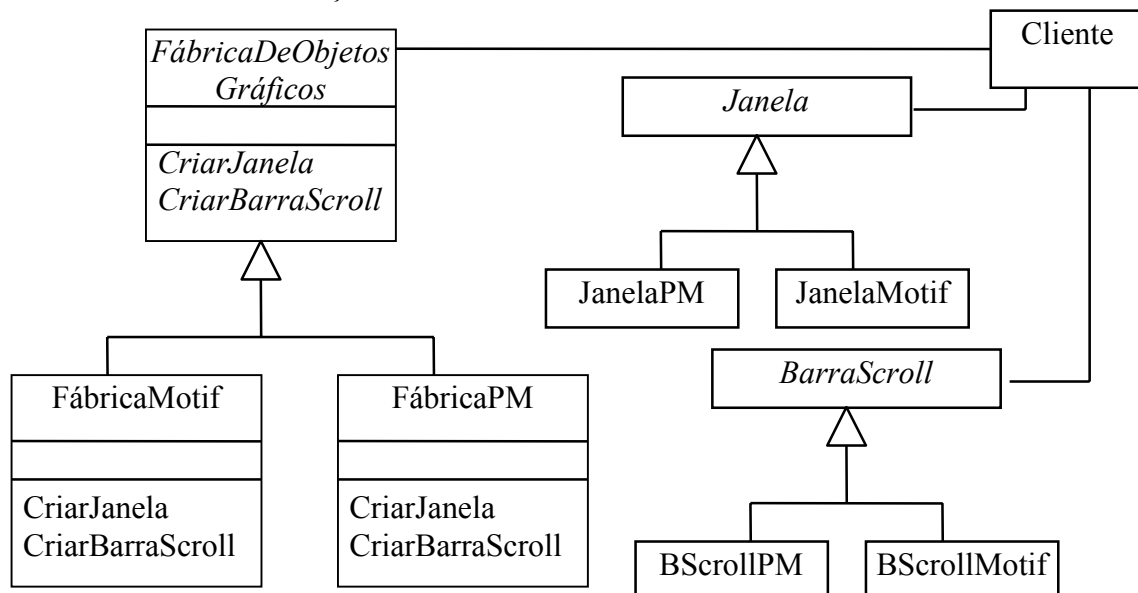 FábricaDeObjetos
Gráficos
CriarJanela
CriarBarraScroll
Cliente
Janela
JanelaPM
JanelaMotif
BarraScroll
BScrollPM
BScrollMotif
FábricaMotif
CriarJanela
CriarBarraScroll
FábricaPM
CriarJanela
CriarBarraScroll